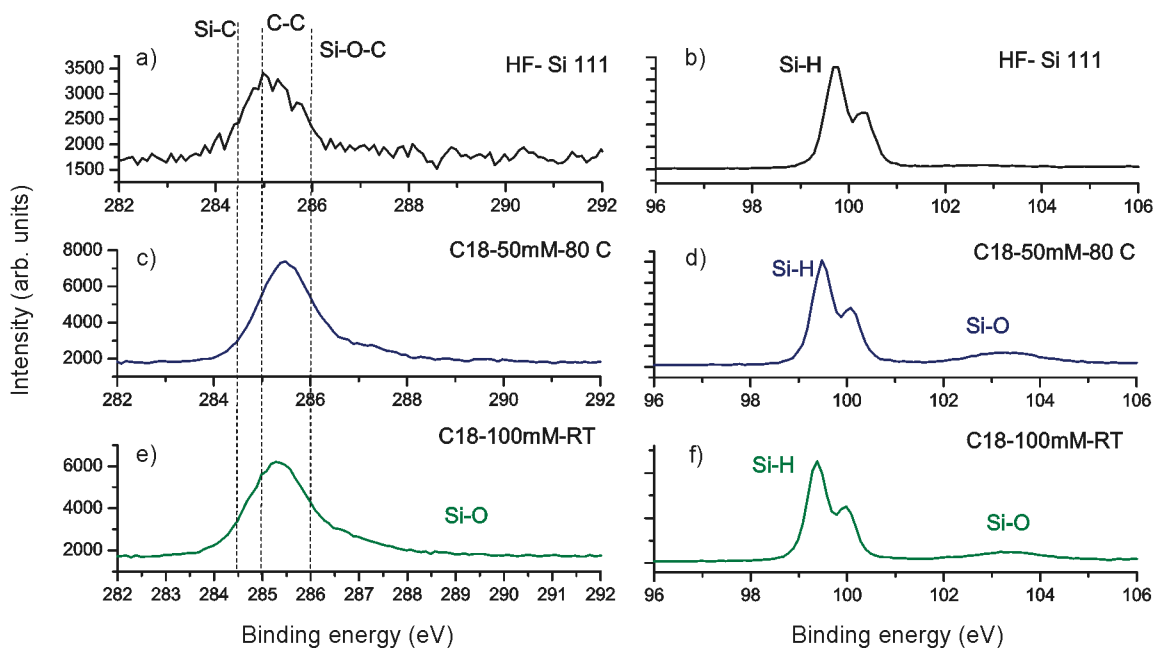 Si-C
C-C
Si-O-C
a)
HF- Si 111
3500
3000
2500
2000
1500
282 284 286 288 290 292
b)
Si-H
HF- Si 111
96 98 100 102 104 106
Intensity (arb. units)
c)
C18-50mM-80 C
8000
6000
4000
2000
282 284 286 288 290 292
d)
Si-H
C18-50mM-80 C
Si-O
96 98 100 102 104 106
e)
C18-100mM-RT
6000
4000
2000
Si-O
282 283 284 285 286 288 289 290 291 292
Binding energy (eV)
f)
Si-H
C18-100mM-RT
Si-O
96 98 100 102 104 106
Binding energy (eV)